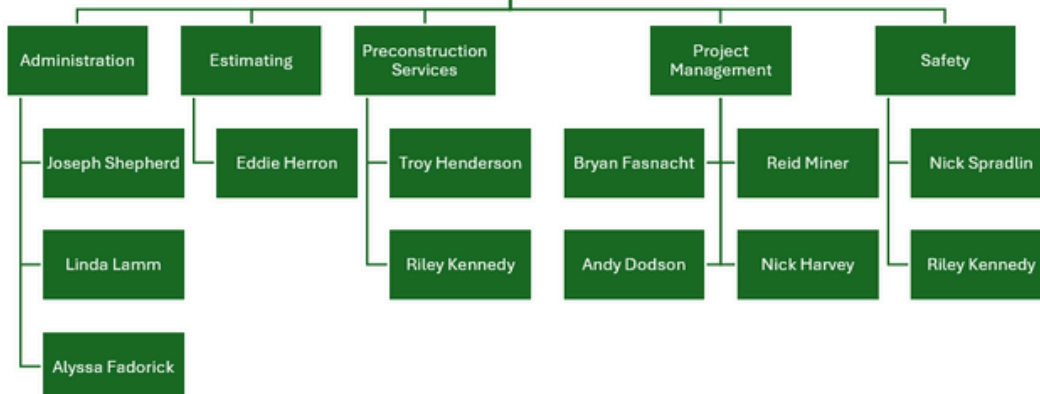 Administration
Estimating
Preconstruction
Services
Project
Management
Safety
Joseph Shepherd
Eddie Herron
Troy Henderson
Bryan Fasnacht
Reid Miner
Nick Spradlin
Linda Lamm
Riley Kennedy
Andy Dodson
Nick Harvey
Riley Kennedy
Alyssa Fadorick